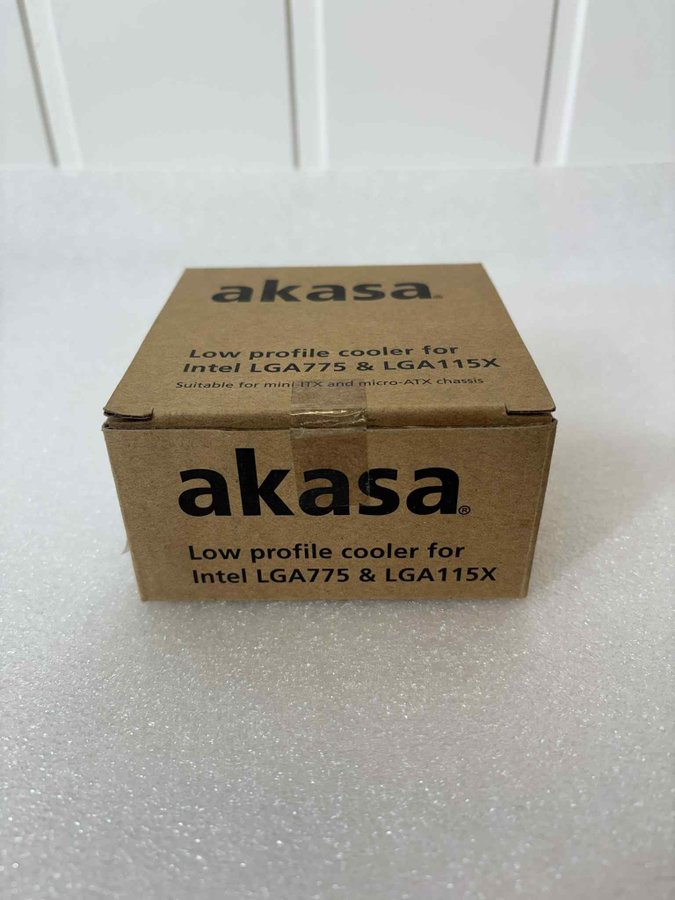 akasa
Low profile cooler for
Intel LGA775 & LGA115X
Suitable for mini-ITX and micro-ATX chassis
akasa®
Low profile cooler for
Intel LGA775 & LGA115X